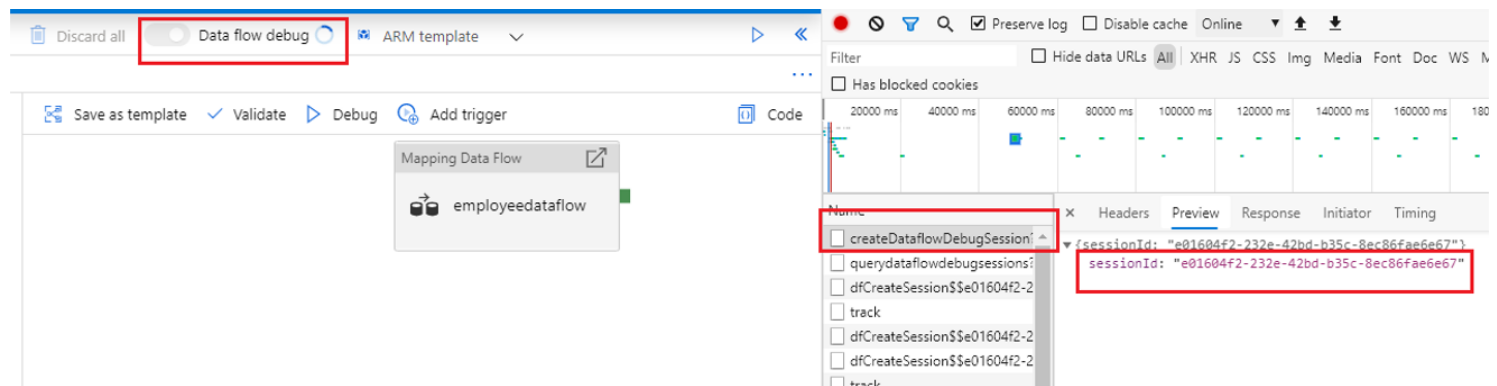 Discard all
Data flow debug
ARM template
Save as template
Validate
Debug
Add trigger
Code
Mapping Data Flow
employeedataflow
Preserve log
Disable cache
Online
Filter
Hide data URLs
All
XHR
JS
CSS
Img
Media
Font
Doc
WS
M
Has blocked cookies
20000 ms
40000 ms
60000 ms
80000 ms
100000 ms
120000 ms
140000 ms
160000 ms
180
Name
× Headers
Preview
Response
Initiator
Timing
createDataflowDebugSession?
querydataflowdebugsessions?
dfCreateSession$$e01604f2-2
track
dfCreateSession$$e01604f2-2
dfCreateSession$$e01604f2-2
track
{sessionId: "e01604f2-232e-42bd-b35c-8ec86fae6e67"}
sessionId: "e01604f2-232e-42bd-b35c-8ec86fae6e67"